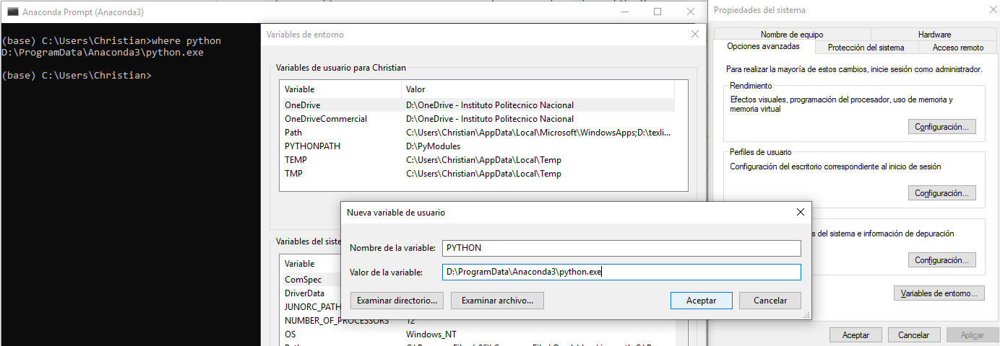 Anaconda Prompt (Anaconda3)
(base) C:\Users\Christian>where python
D:\ProgramData\Anaconda3\python.exe
(base) C:\Users\Christian>
Variables de entorno
Variables de usuario para Christian
Variable Valor
OneDrive D:\OneDrive - Instituto Politecnico Nacional
OneDriveCommercial D:\OneDrive - Instituto Politecnico Nacional
Path C:\Users\Christian\AppData\Local\Microsoft\WindowsApps;D:\texli...
PYTHONPATH D:\PyModules
TEMP C:\Users\Christian\AppData\Local\Temp
TMP C:\Users\Christian\AppData\Local\Temp
Variables del siste
Variable
ComSpec
DriverData
JUNORC_PATH
NUMBER_OF_PROCESSORS 12
OS Windows_NT
Nueva variable de usuario
Nombre de la variable: PYTHON
Valor de la variable: D:\ProgramData\Anaconda3\python.exe
Examinar directorio... Examinar archivo... Aceptar Cancelar
Propiedades del sistema
Nombre de equipo Hardware
Opciones avanzadas Protección del sistema Acceso remoto
Para realizar la mayoría de estos cambios, inicie sesión como administrador.
Rendimiento
Efectos visuales, programación del procesador, uso de memoria y
memoria virtual
Configuración...
Perfiles de usuario
Configuración del escritorio correspondiente al inicio de sesión
Configuración...
del sistema e información de depuración
Configuración...
Variables de entorno...
Aceptar Cancelar Aplicar